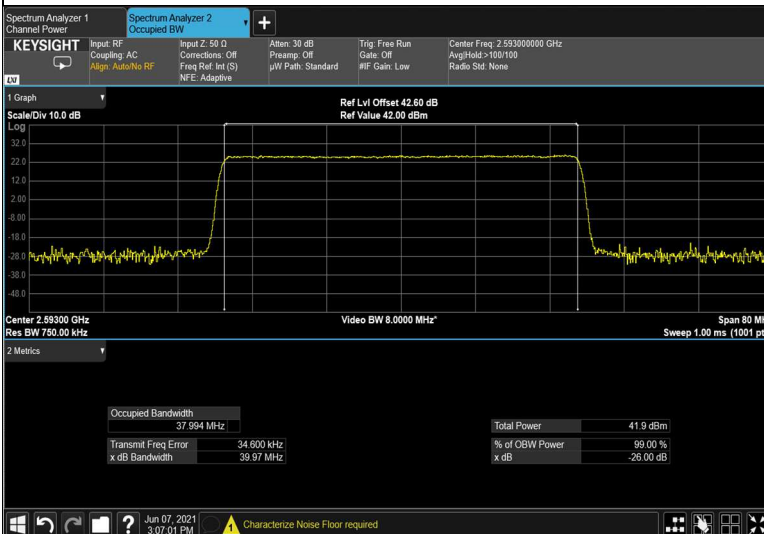 Spectrum Analyzer 1
Channel Power
Spectrum Analyzer 2
Occupied BW
+
KEYSIGHT
LXI
Input: RF
Coupling: AC
Align: Auto/No RF
Input Z: 50 Ω
Corrections: Off
Freq Ref: Int (S)
NFE: Adaptive
Atten: 30 dB
Preamp: Off
µW Path: Standard
Trig: Free Run
Gate: Off
#IF Gain: Low
Center Freq: 2.593000000 GHz
Avg|Hold:>100/100
Radio Std: None
1 Graph
Scale/Div 10.0 dB
Ref Lvl Offset 42.60 dB
Ref Value 42.00 dBm
Log
32.0
22.0
12.0
2.00
-8.00
-18.0
-28.0
-38.0
-48.0
Center 2.59300 GHz
Res BW 750.00 kHz
Video BW 8.0000 MHz*
Span 80 MH
Sweep 1.00 ms (1001 pt
2 Metrics
Occupied Bandwidth
37.994 MHz
Transmit Freq Error 34.600 kHz
x dB Bandwidth 39.97 MHz
Total Power 41.9 dBm
% of OBW Power 99.00 %
x dB -26.00 dB
?
Jun 07, 2021
3:07:01 PM
1
Characterize Noise Floor required